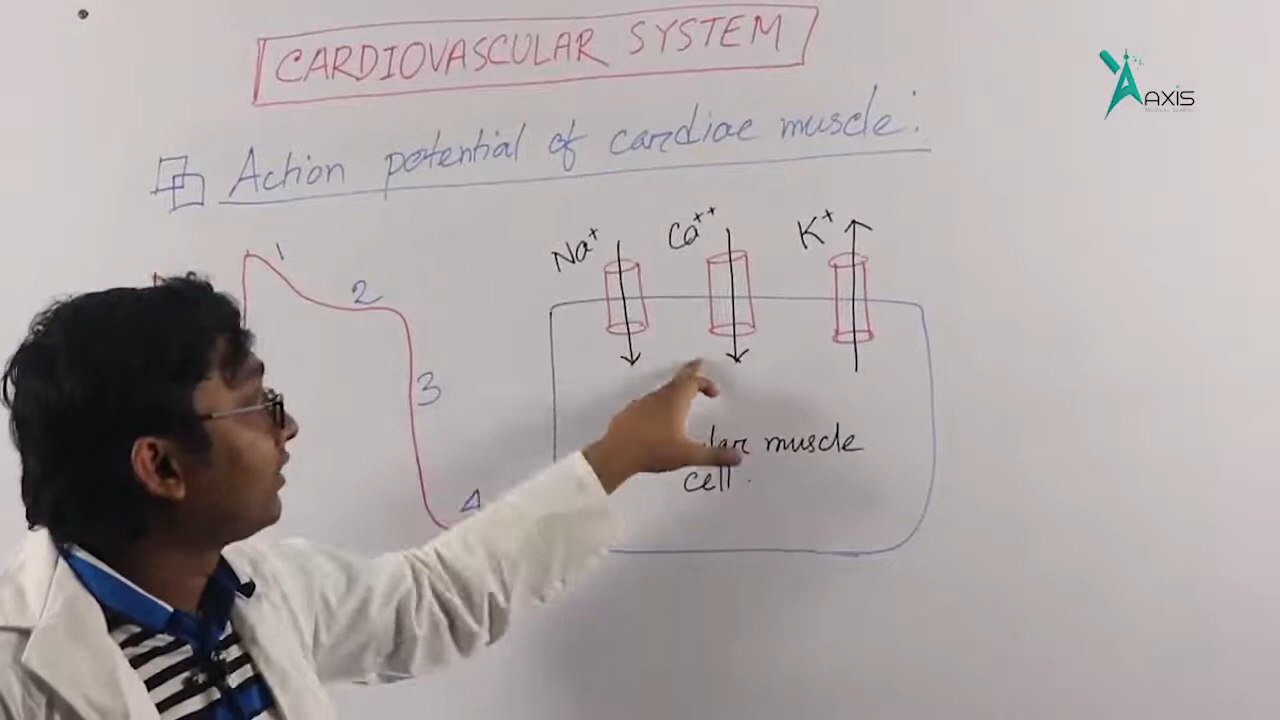 CARDIOVASCULAR SYSTEM
Action potential of cardiac muscle:
1
2
3
4
Na+
Ca++
K+
muscle
cell.
AXIS